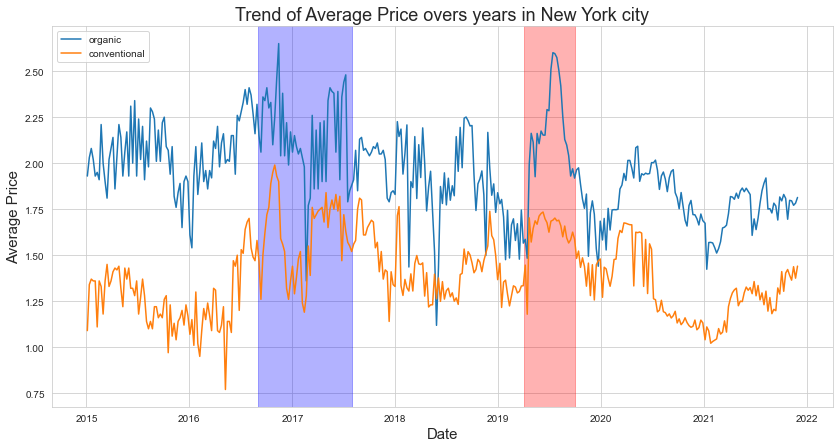 Trend of Average Price overs years in New York city
organic
conventional
Average Price
2.50
2.25
2.00
1.75
1.50
1.25
1.00
0.75
2015 2016 2017 2018 2019 2020 2021 2022
Date